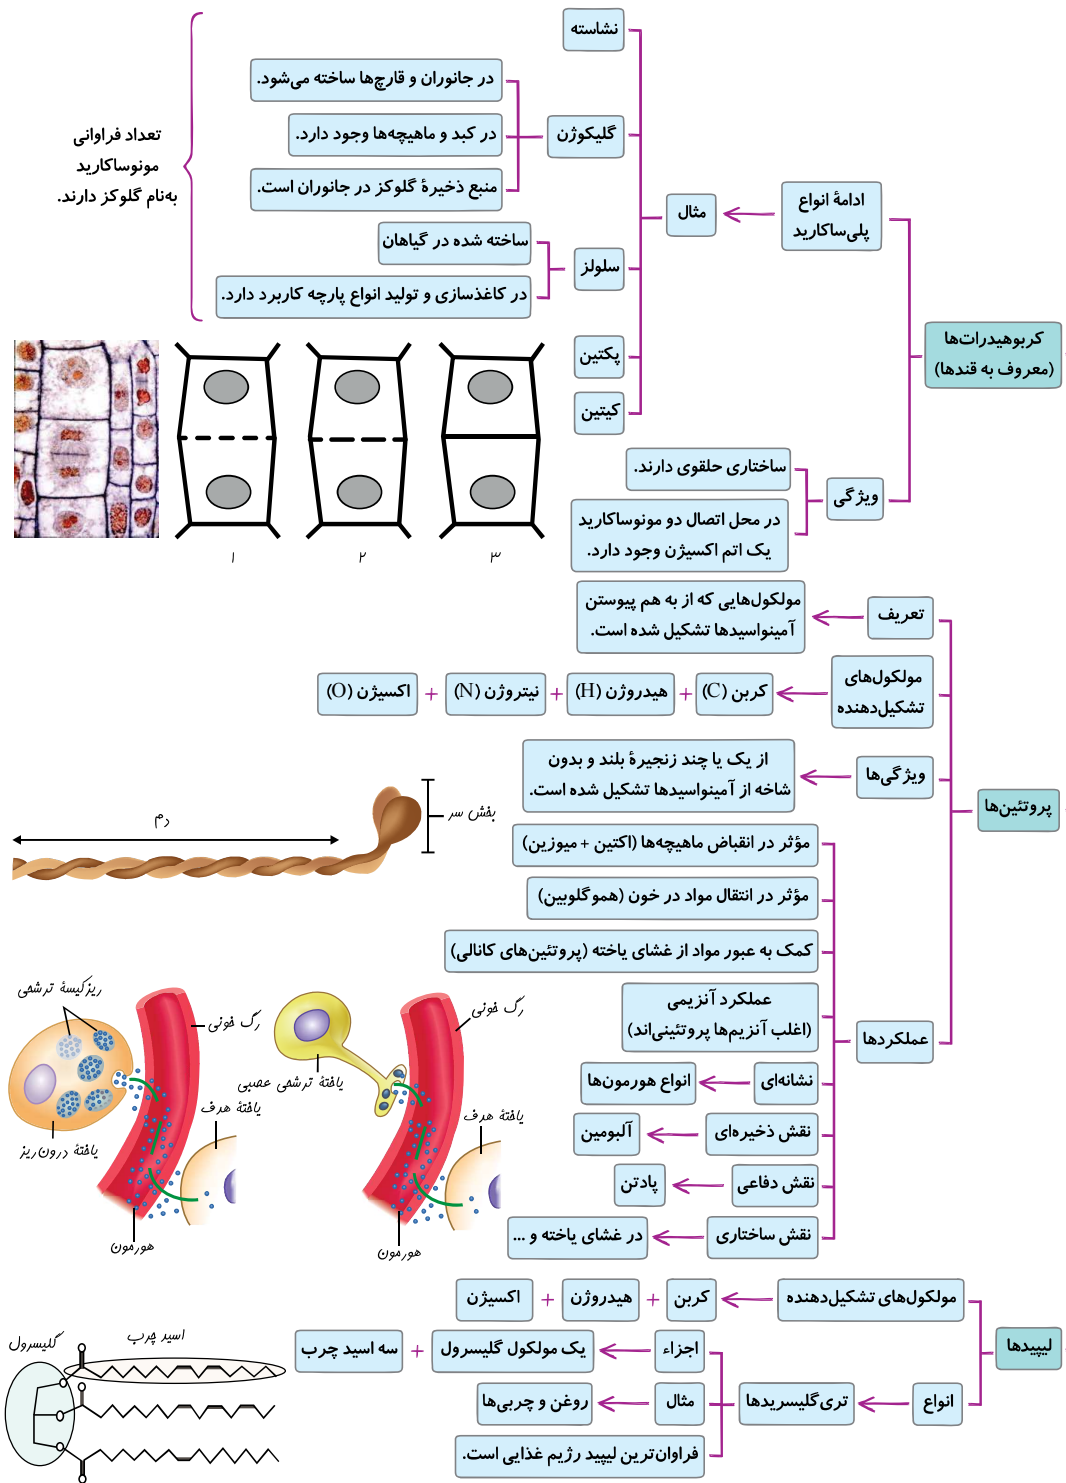 کربوهیدرات‌ها
(معروف به قندها)
ادامهٔ انواع
پلی‌ساکارید
مثال
نشاسته
گلیکوژن
در جانوران و قارچ‌ها ساخته می‌شود.
در کبد و ماهیچه‌ها وجود دارد.
منبع ذخیرهٔ گلوکز در جانوران است.
سلولز
ساخته شده در گیاهان
در کاغذسازی و تولید انواع پارچه کاربرد دارد.
پکتین
کیتین
تعداد فراوانی
مونوساکارید
به‌نام گلوکز دارند.
ویژگی
ساختاری حلقوی دارند.
در محل اتصال دو مونوساکارید
یک اتم اکسیژن وجود دارد.
۳
۲
۱
پروتئین‌ها
تعریف
مولکول‌هایی که از به هم پیوستن
آمینواسیدها تشکیل شده است.
مولکول‌های
تشکیل‌دهنده
کربن (C) + هیدروژن (H) + نیتروژن (N) + اکسیژن (O)
ویژگی‌ها
از یک یا چند زنجیرهٔ بلند و بدون
شاخه از آمینواسیدها تشکیل شده است.
عملکردها
مؤثر در انقباض ماهیچه‌ها (اکتین + میوزین)
مؤثر در انتقال مواد در خون (هموگلوبین)
کمک به عبور مواد از غشای یاخته (پروتئین‌های کانالی)
عملکرد آنزیمی
(اغلب آنزیم‌ها پروتئینی‌اند)
نشانه‌ای
انواع هورمون‌ها
نقش ذخیره‌ای
آلبومین
نقش دفاعی
پادتن
نقش ساختاری
در غشای یاخته و ...
بخش سر
دم
رگ خونی
یاختهٔ ترشحی عصبی
یاختهٔ هدف
هورمون
ریزکیسهٔ ترشحی
رگ خونی
یاختهٔ هدف
یاختهٔ درون‌ریز
هورمون
لیپیدها
مولکول‌های تشکیل‌دهنده
کربن + هیدروژن + اکسیژن
انواع
تری‌گلیسریدها
اجزاء
یک مولکول گلیسرول + سه اسید چرب
مثال
روغن و چربی‌ها
فراوان‌ترین لیپید رژیم غذایی است.
اسید چرب
گلیسرول